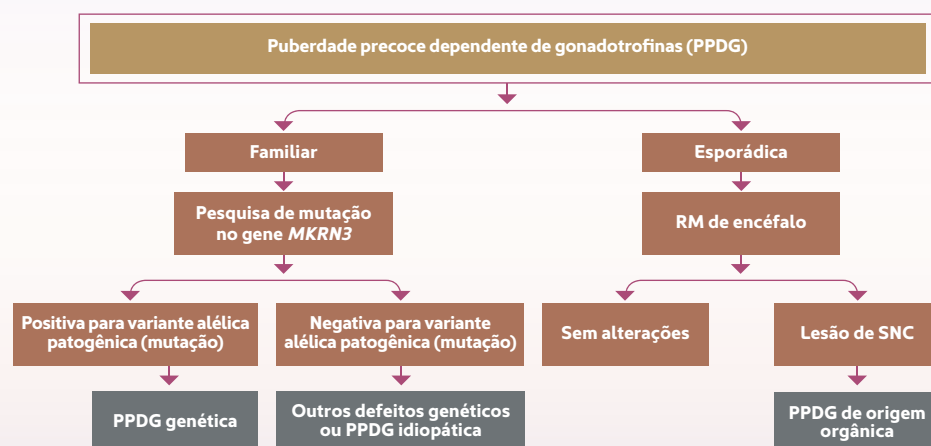 Puberdade precoce dependente de gonadotrofinas (PPDG)
Familiar
Esporádica
Pesquisa de mutação
no gene MKRN3
RM de encéfalo
Positiva para variante alélica
patogênica (mutação)
Negativa para variante
alélica patogênica (mutação)
Sem alterações
Lesão de SNC
PPDG genética
Outros defeitos genéticos
ou PPDG idiopática
PPDG de origem
orgânica